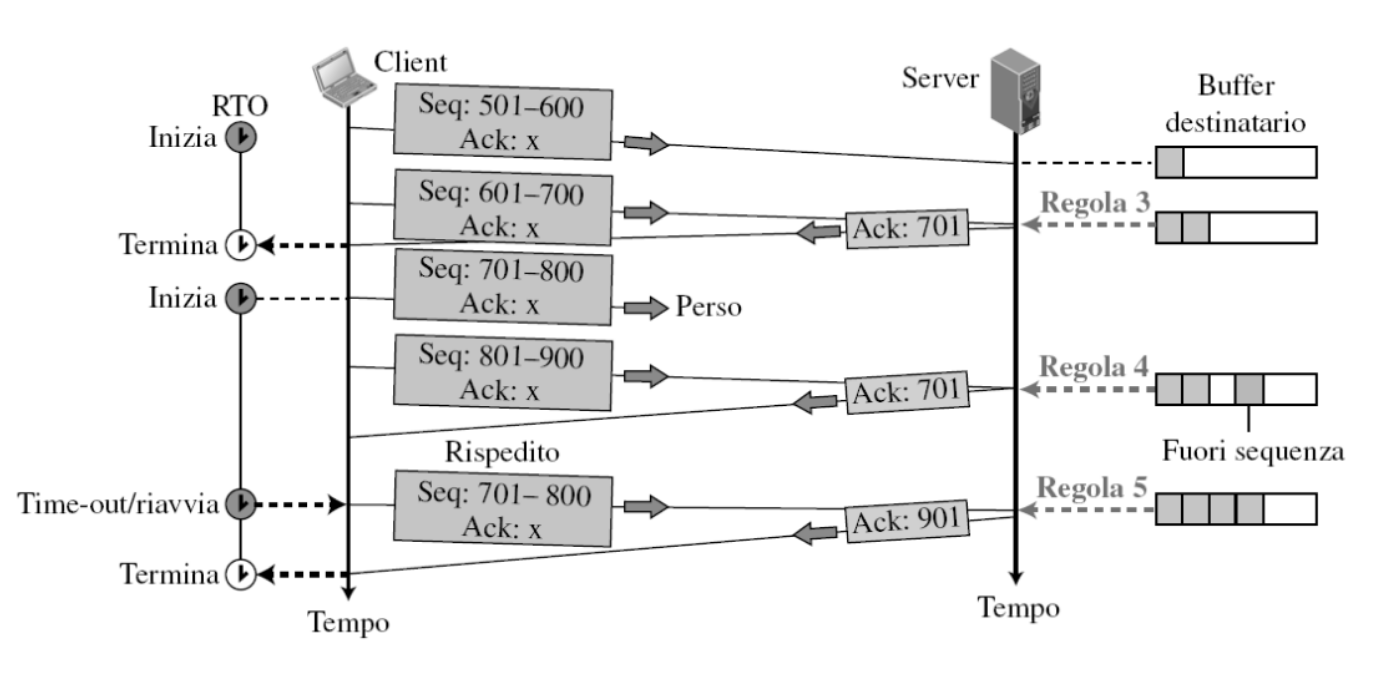 Client
Server
Buffer
destinatario
RTO
Inizia
Seq: 501–600
Ack: x
Seq: 601–700
Ack: x
Regola 3
Ack: 701
Termina
Seq: 701–800
Ack: x
Inizia
Perso
Seq: 801–900
Ack: x
Regola 4
Ack: 701
Fuori sequenza
Rispedito
Time-out/riavvia
Seq: 701– 800
Ack: x
Regola 5
Ack: 901
Termina
Tempo
Tempo